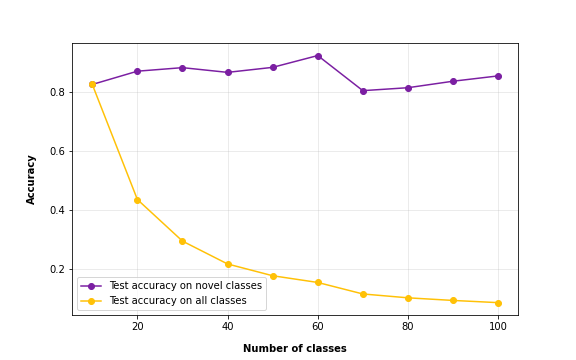 Accuracy
0.8
0.6
0.4
0.2
Test accuracy on novel classes
Test accuracy on all classes
20 40 60 80 100
Number of classes